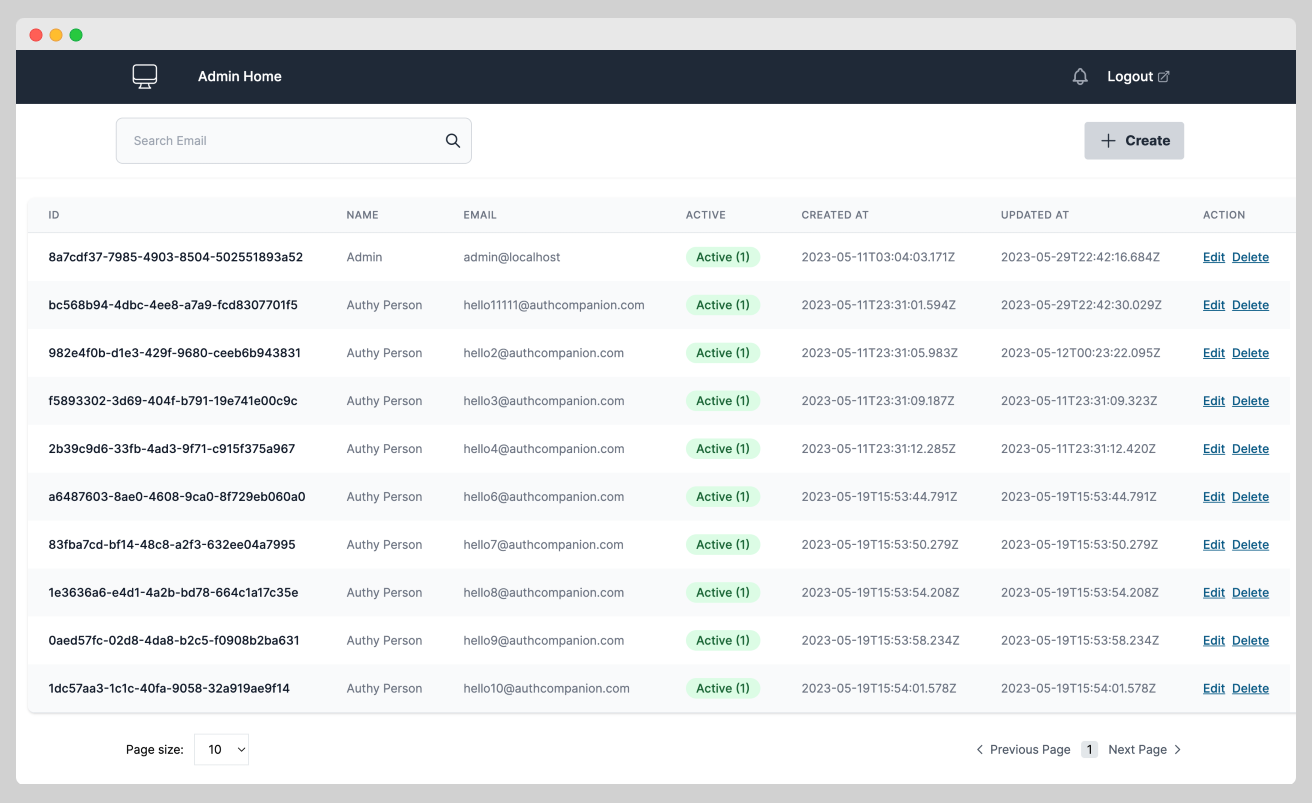 Admin Home Logout
Search Email Create
ID NAME EMAIL ACTIVE CREATED AT UPDATED AT ACTION
8a7cdf37-7985-4903-8504-502551893a52 Admin admin@localhost Active (1) 2023-05-11T03:04:03.171Z 2023-05-29T22:42:16.684Z Edit Delete
bc568b94-4dbc-4ee8-a7a9-fcd8307701f5 Authy Person hello11111@authcompanion.com Active (1) 2023-05-11T23:31:01.594Z 2023-05-29T22:42:30.029Z Edit Delete
982e4f0b-d1e3-429f-9680-ceeb6b943831 Authy Person hello2@authcompanion.com Active (1) 2023-05-11T23:31:05.983Z 2023-05-12T00:23:22.095Z Edit Delete
f5893302-3d69-404f-b791-19e741e00c9c Authy Person hello3@authcompanion.com Active (1) 2023-05-11T23:31:09.187Z 2023-05-11T23:31:09.323Z Edit Delete
2b39c9d6-33fb-4ad3-9f71-c915f375a967 Authy Person hello4@authcompanion.com Active (1) 2023-05-11T23:31:12.285Z 2023-05-11T23:31:12.420Z Edit Delete
a6487603-8ae0-4608-9ca0-8f729eb060a0 Authy Person hello6@authcompanion.com Active (1) 2023-05-19T15:53:44.791Z 2023-05-19T15:53:44.791Z Edit Delete
83fba7cd-bf14-48c8-a2f3-632ee04a7995 Authy Person hello7@authcompanion.com Active (1) 2023-05-19T15:53:50.279Z 2023-05-19T15:53:50.279Z Edit Delete
1e3636a6-e4d1-4a2b-bd78-664c1a17c35e Authy Person hello8@authcompanion.com Active (1) 2023-05-19T15:53:54.208Z 2023-05-19T15:53:54.208Z Edit Delete
0aed57fc-02d8-4da8-b2c5-f0908b2ba631 Authy Person hello9@authcompanion.com Active (1) 2023-05-19T15:53:58.234Z 2023-05-19T15:53:58.234Z Edit Delete
1dc57aa3-1c1c-40fa-9058-32a919ae9f14 Authy Person hello10@authcompanion.com Active (1) 2023-05-19T15:54:01.578Z 2023-05-19T15:54:01.578Z Edit Delete
Page size: 10 Previous Page 1 Next Page